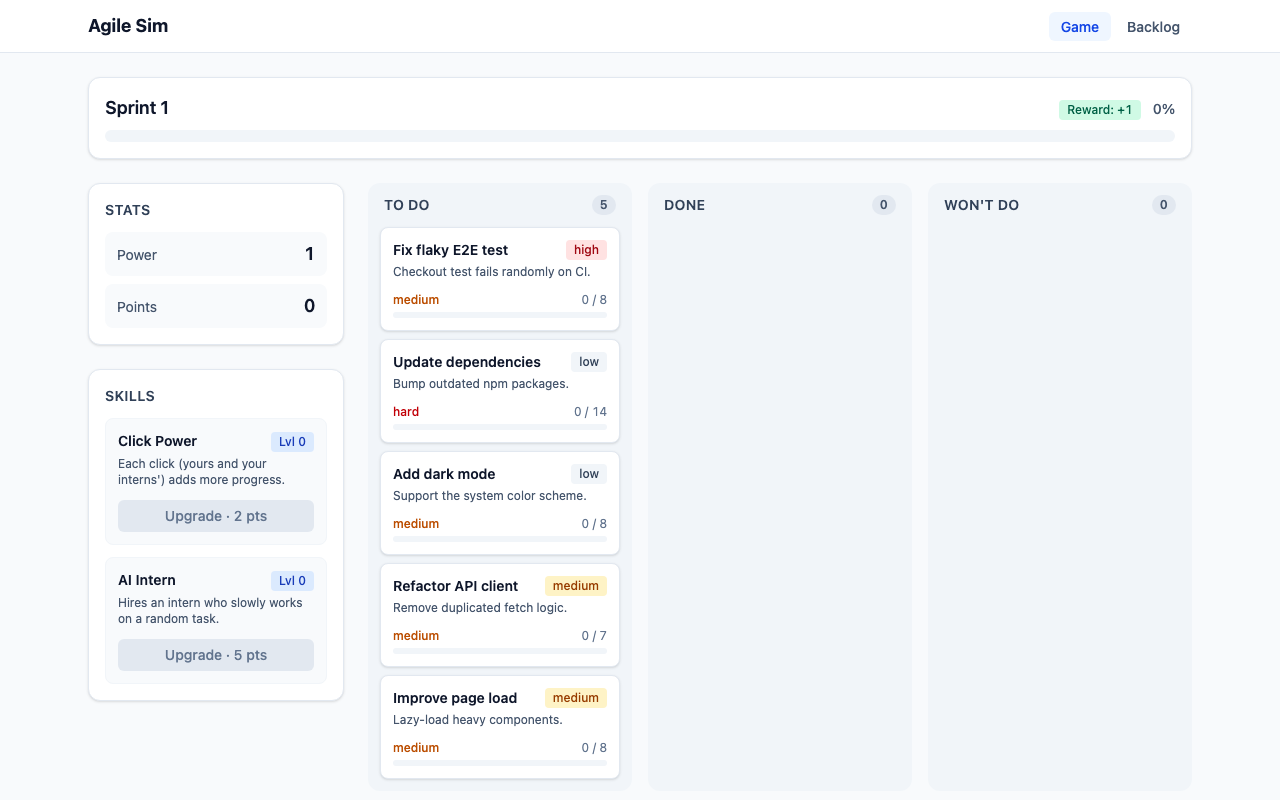 Agile Sim
Game
Backlog
Sprint 1
Reward: +1
0%
STATS
Power
1
Points
0
SKILLS
Click Power
Lvl 0
Each click (yours and your
interns') adds more progress.
Upgrade · 2 pts
AI Intern
Lvl 0
Hires an intern who slowly works
on a random task.
Upgrade · 5 pts
TO DO
5
Fix flaky E2E test
high
Checkout test fails randomly on CI.
medium
0 / 8
Update dependencies
low
Bump outdated npm packages.
hard
0 / 14
Add dark mode
low
Support the system color scheme.
medium
0 / 8
Refactor API client
medium
Remove duplicated fetch logic.
medium
0 / 7
Improve page load
medium
Lazy-load heavy components.
medium
0 / 8
DONE
0
WON'T DO
0